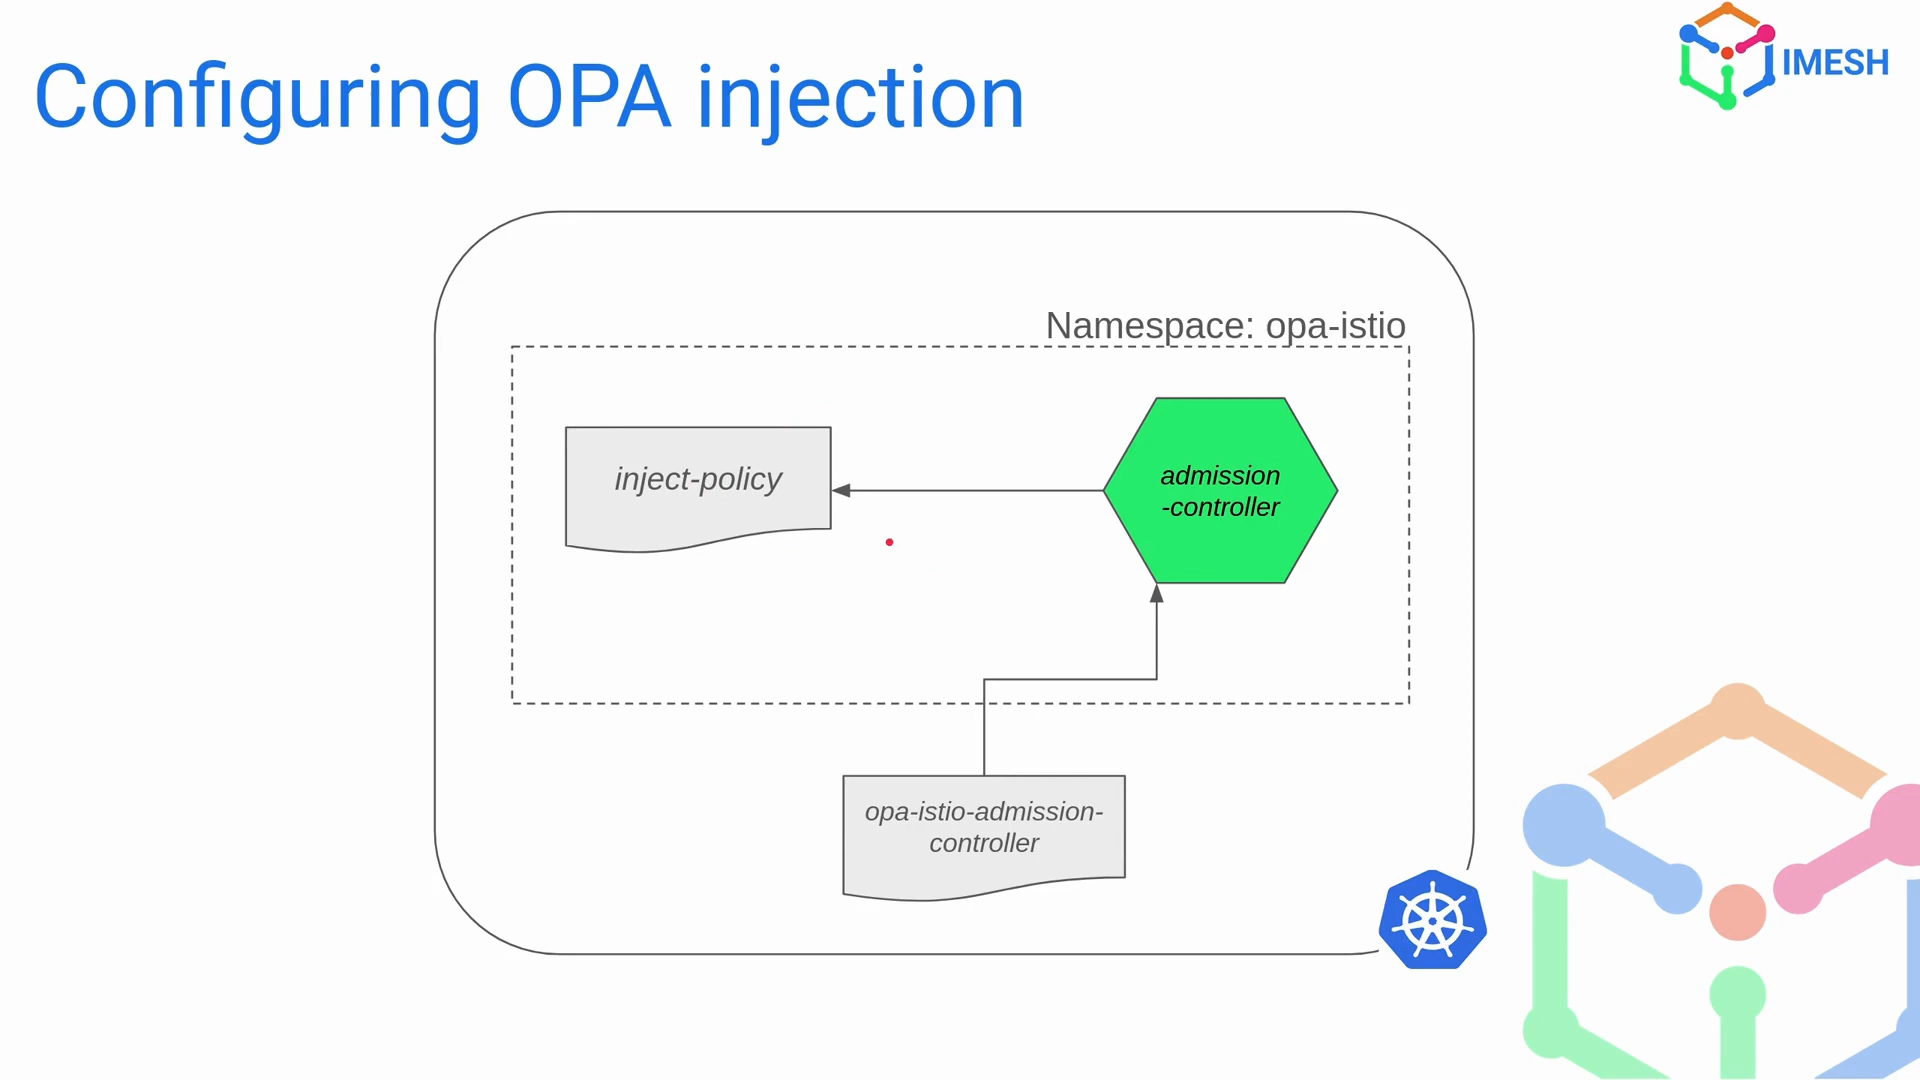 Configuring OPA injection
IMESH
Namespace: opa-istio
inject-policy
admission
-controller
opa-istio-admission-
controller